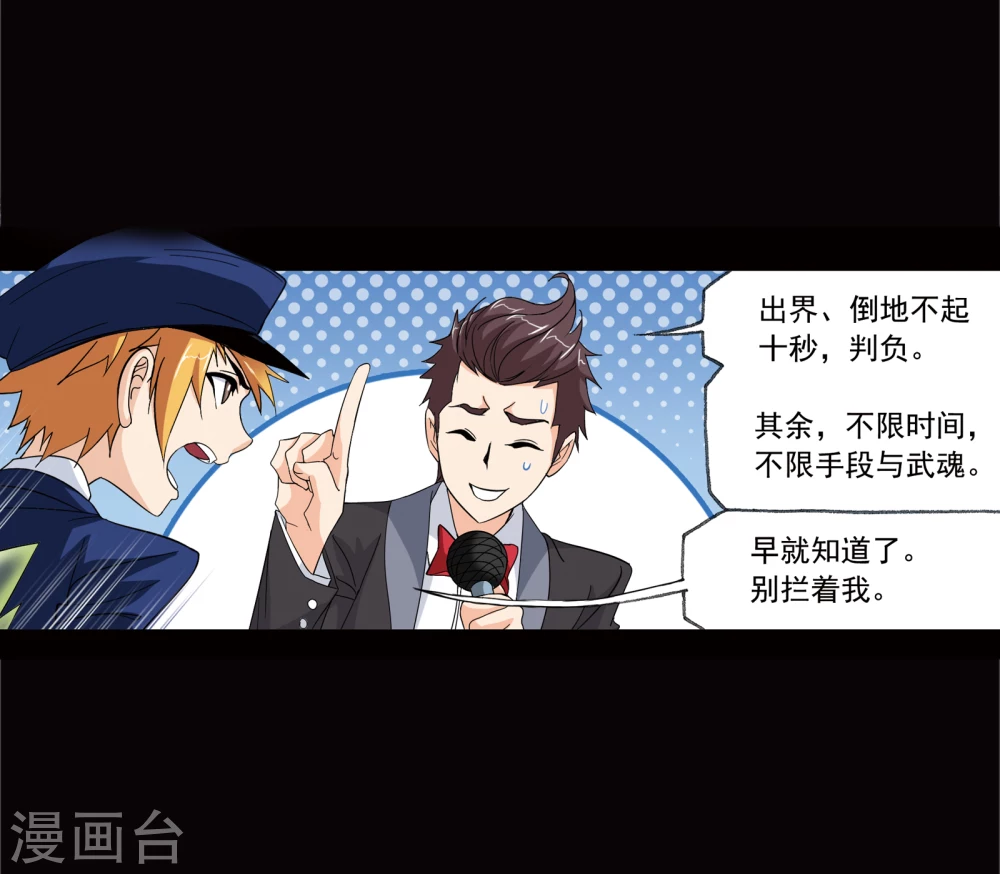 出界、倒地不起
十秒，判负。
其余，不限时间，
不限手段与武魂。
早就知道了。
别拦着我。
漫画台